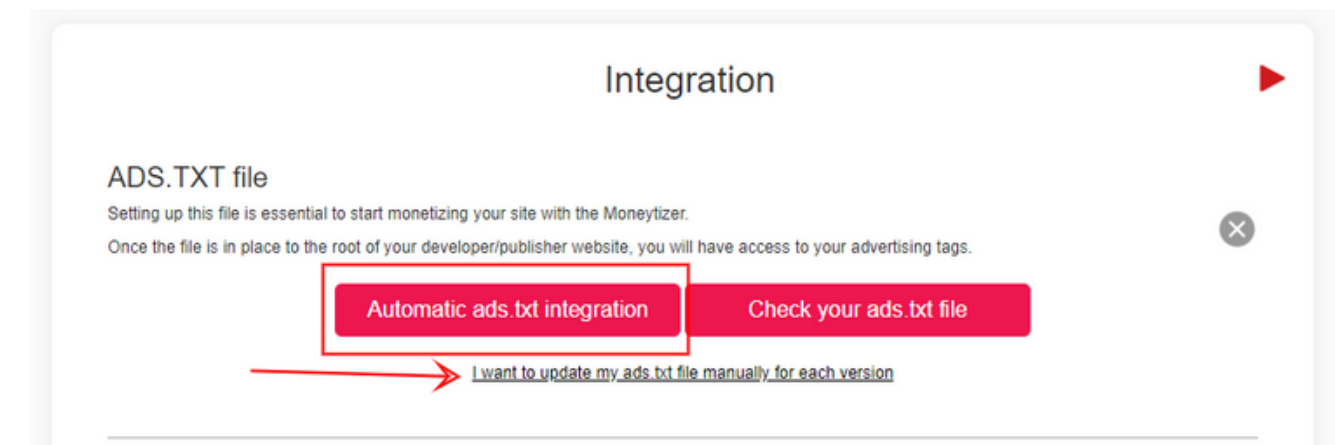 Integration
ADS.TXT file
Setting up this file is essential to start monetizing your site with the Moneytizer.
Once the file is in place to the root of your developer/publisher website, you will have access to your advertising tags.
Automatic ads.txt integration
Check your ads.txt file
I want to update my ads.txt file manually for each version